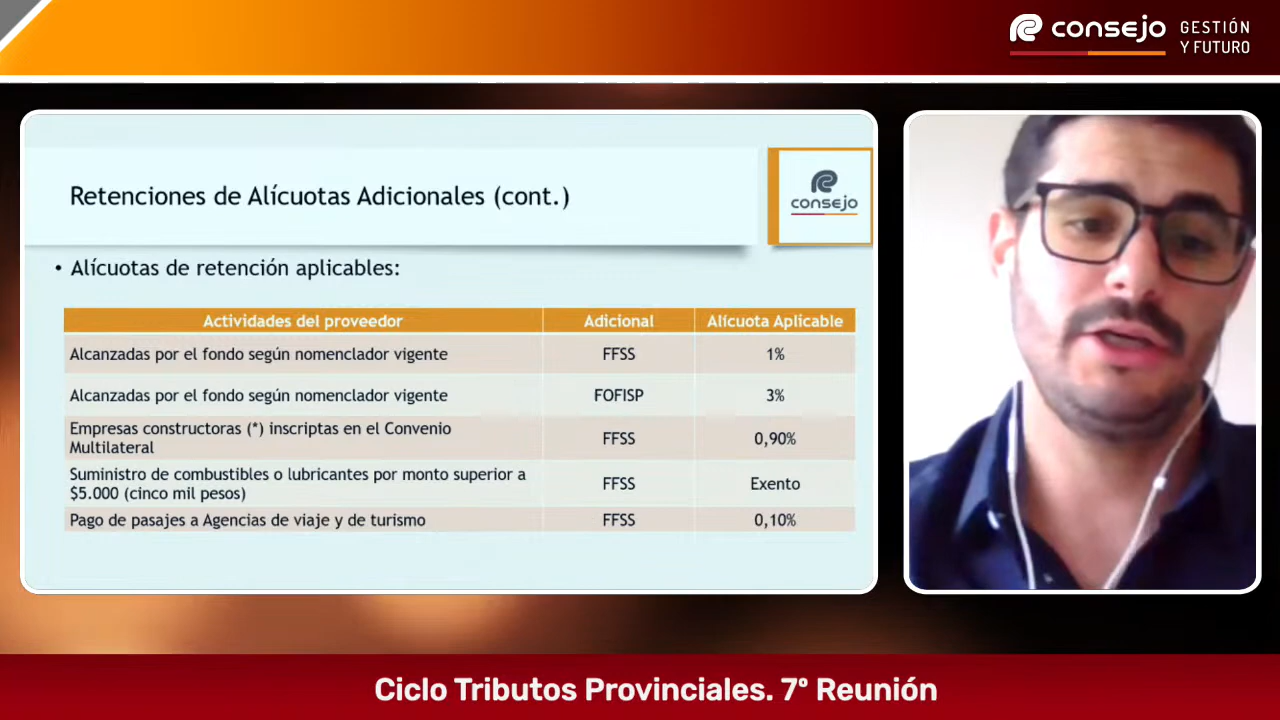 consejo
GESTIÓN
Y FUTURO
Retenciones de Alícuotas Adicionales (cont.)
consejo
• Alícuotas de retención aplicables:
Actividades del proveedor Adicional Alícuota Aplicable
Alcanzadas por el fondo según nomenclador vigente FFSS 1%
Alcanzadas por el fondo según nomenclador vigente FOFISP 3%
Empresas constructoras (*) inscriptas en el Convenio
Multilateral FFSS 0,90%
Suministro de combustibles o lubricantes por monto superior a
$5.000 (cinco mil pesos) FFSS Exento
Pago de pasajes a Agencias de viaje y de turismo FFSS 0,10%
Ciclo Tributos Provinciales. 7º Reunión